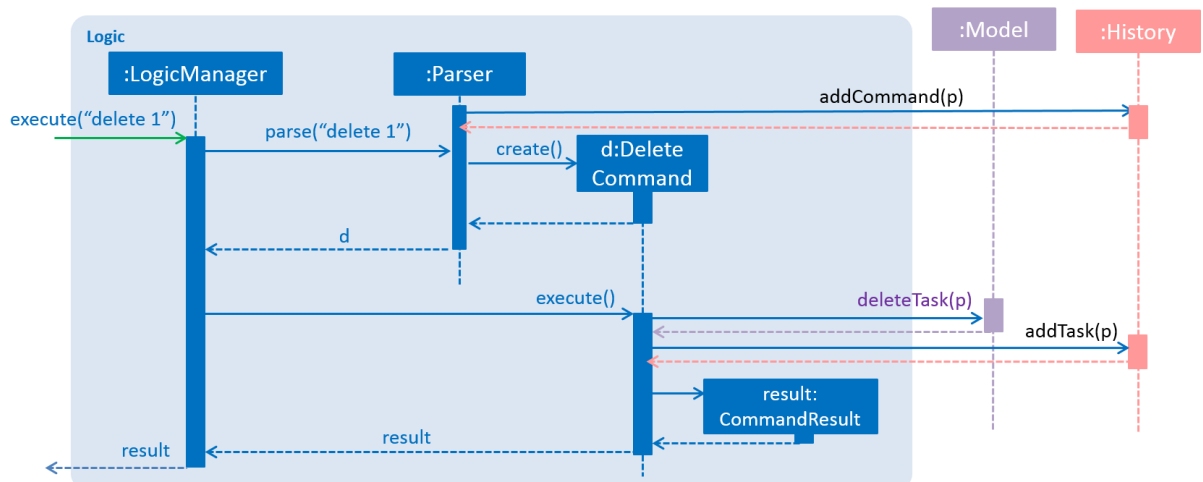 Logic
:LogicManager
:Parser
:Model
:History
execute(“delete 1”)
parse(“delete 1”)
addCommand(p)
create()
d:Delete
Command
d
execute()
deleteTask(p)
addTask(p)
result:
CommandResult
result
result